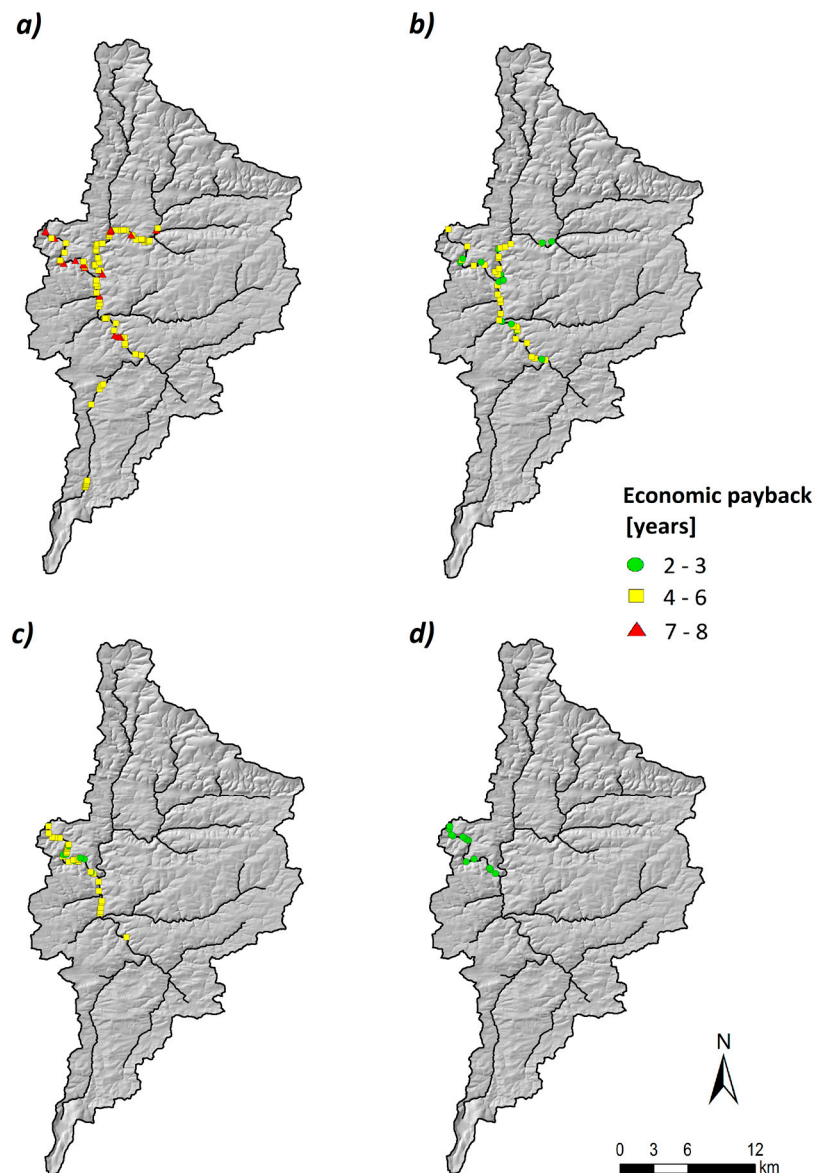 a)
b)
Economic payback
[years]
2 - 3
4 - 6
7 - 8
c)
d)
N
0 3 6 12
km